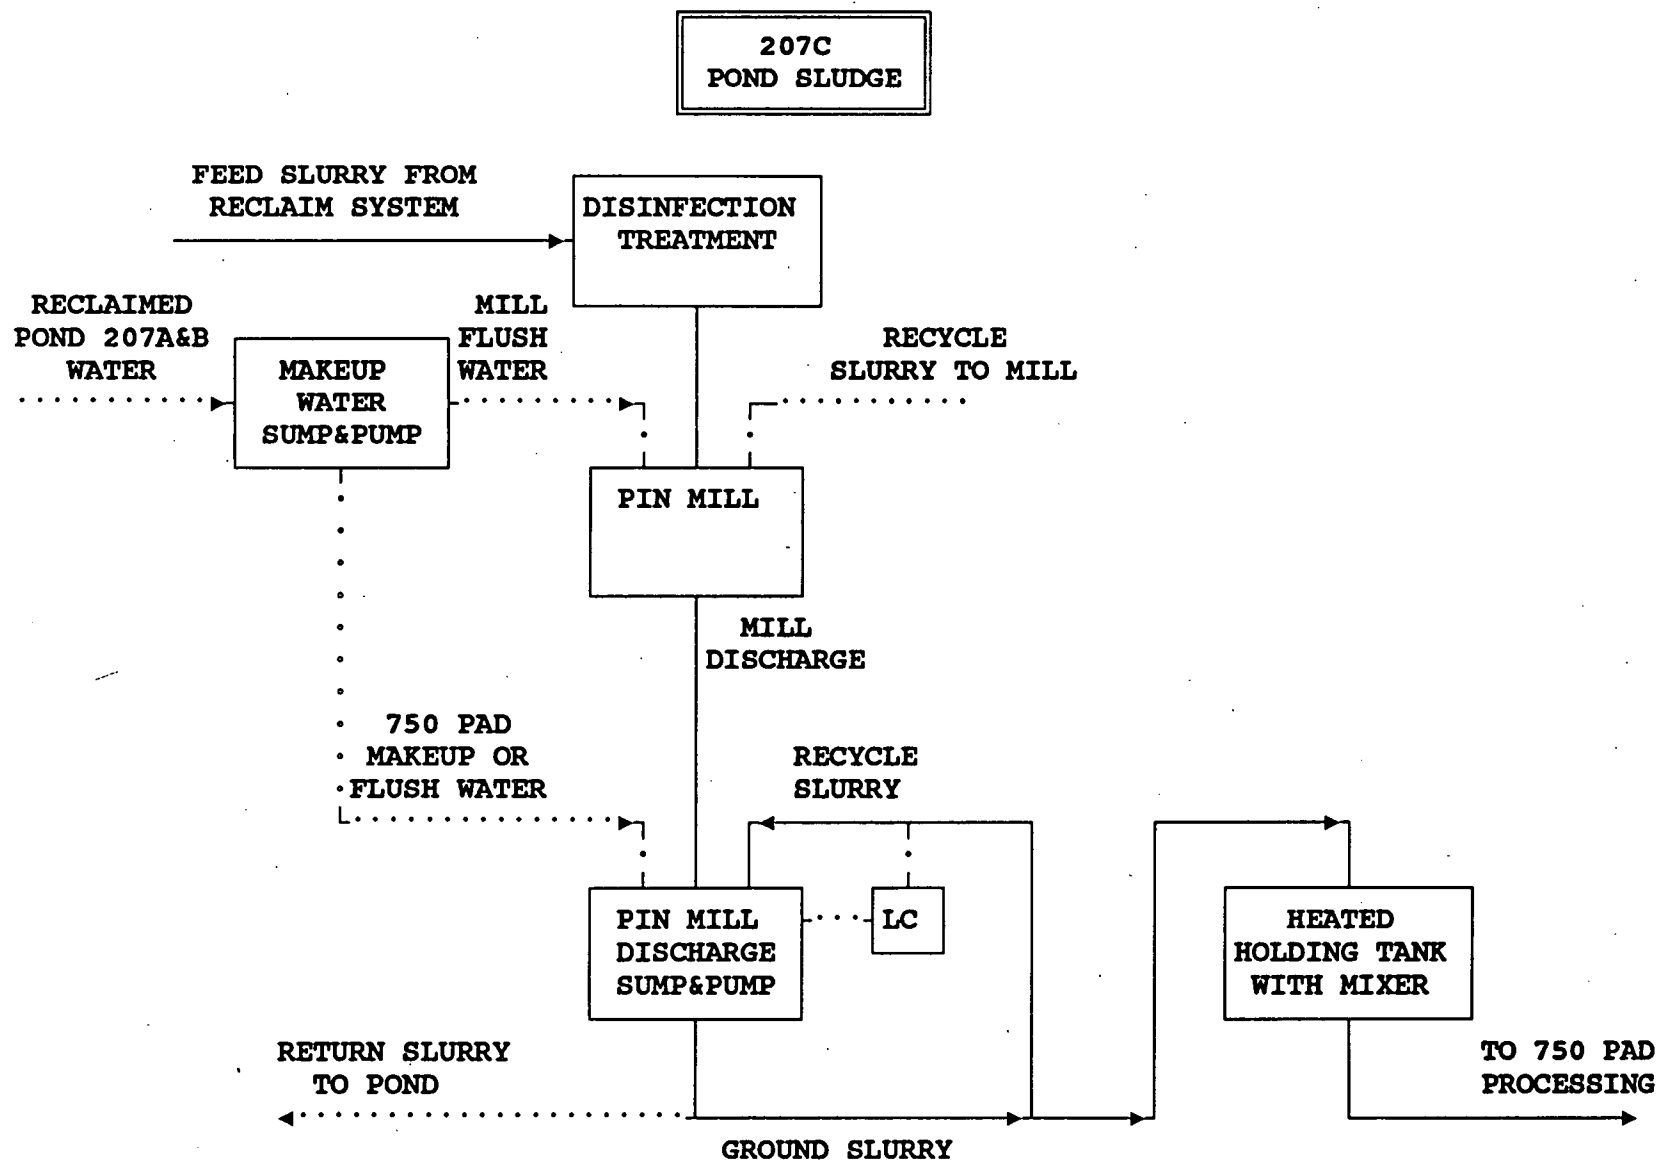 207C
POND SLUDGE
FEED SLURRY FROM
RECLAIM SYSTEM
DISINFECTION
TREATMENT
RECLAIMED
POND 207A&B
WATER
MAKEUP
WATER
SUMP&PUMP
MILL
FLUSH
WATER
RECYCLE
SLURRY TO MILL
PIN MILL
MILL
DISCHARGE
750 PAD
MAKEUP OR
FLUSH WATER
RECYCLE
SLURRY
PIN MILL
DISCHARGE
SUMP&PUMP
LC
HEATED
HOLDING TANK
WITH MIXER
RETURN SLURRY
TO POND
TO 750 PAD
PROCESSING
GROUND SLURRY